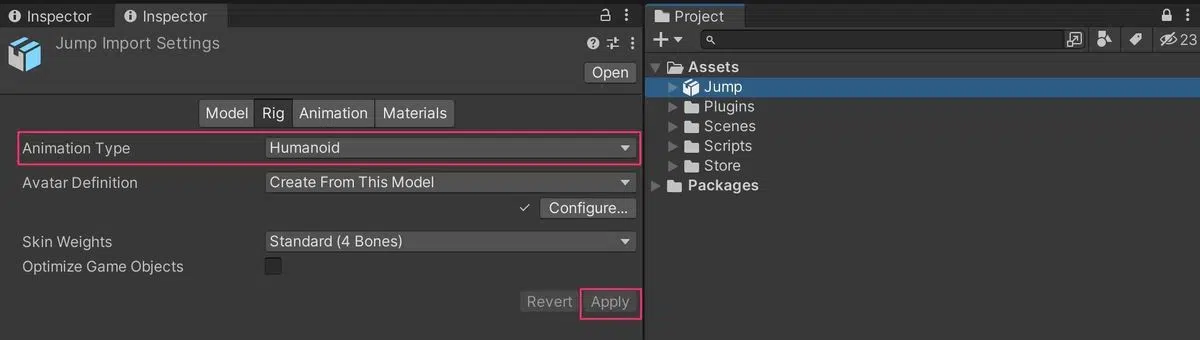 Inspector
Inspector
Jump Import Settings
Open
Model Rig Animation Materials
Animation Type Humanoid
Avatar Definition Create From This Model
Configure...
Skin Weights Standard (4 Bones)
Optimize Game Objects
Revert Apply
Project
23
Assets
Jump
Plugins
Scenes
Scripts
Store
Packages